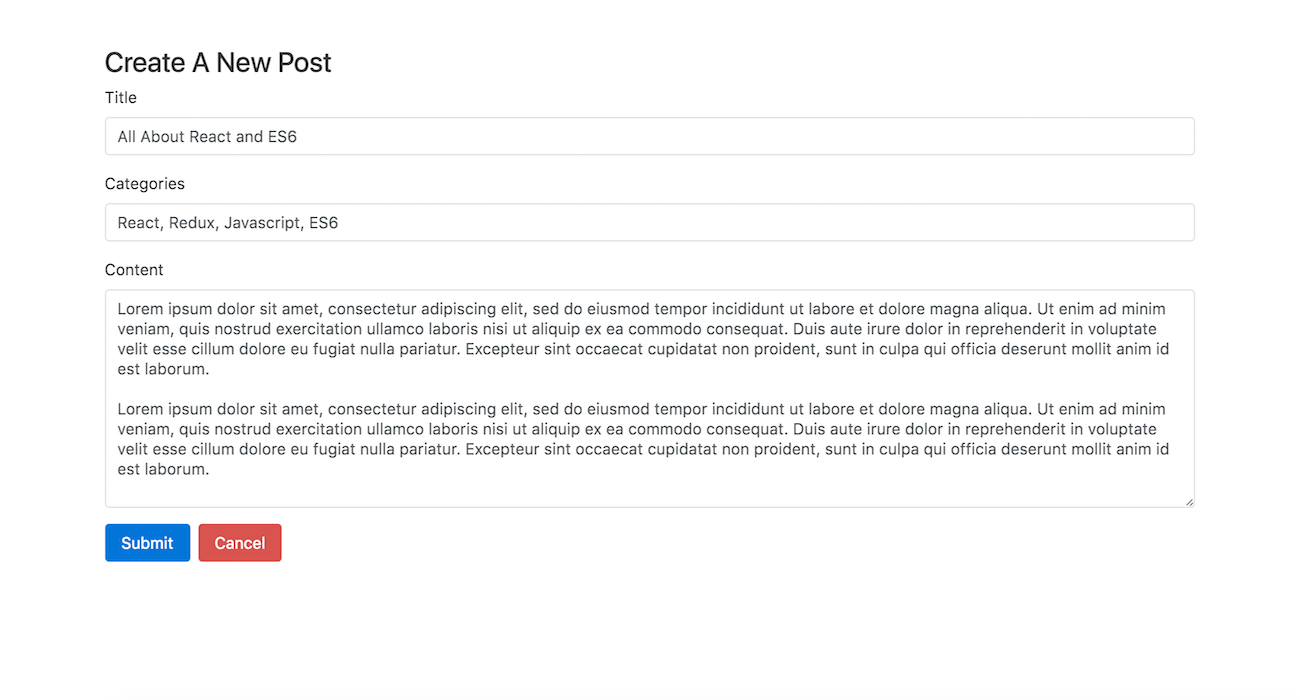 Create A New Post
Title
All About React and ES6
Categories
React, Redux, Javascript, ES6
Content
Lorem ipsum dolor sit amet, consectetur adipiscing elit, sed do eiusmod tempor incididunt ut labore et dolore magna aliqua. Ut enim ad minim
veniam, quis nostrud exercitation ullamco laboris nisi ut aliquip ex ea commodo consequat. Duis aute irure dolor in reprehenderit in voluptate
velit esse cillum dolore eu fugiat nulla pariatur. Excepteur sint occaecat cupidatat non proident, sunt in culpa qui officia deserunt mollit anim id
est laborum.
Lorem ipsum dolor sit amet, consectetur adipiscing elit, sed do eiusmod tempor incididunt ut labore et dolore magna aliqua. Ut enim ad minim
veniam, quis nostrud exercitation ullamco laboris nisi ut aliquip ex ea commodo consequat. Duis aute irure dolor in reprehenderit in voluptate
velit esse cillum dolore eu fugiat nulla pariatur. Excepteur sint occaecat cupidatat non proident, sunt in culpa qui officia deserunt mollit anim id
est laborum.
Submit Cancel